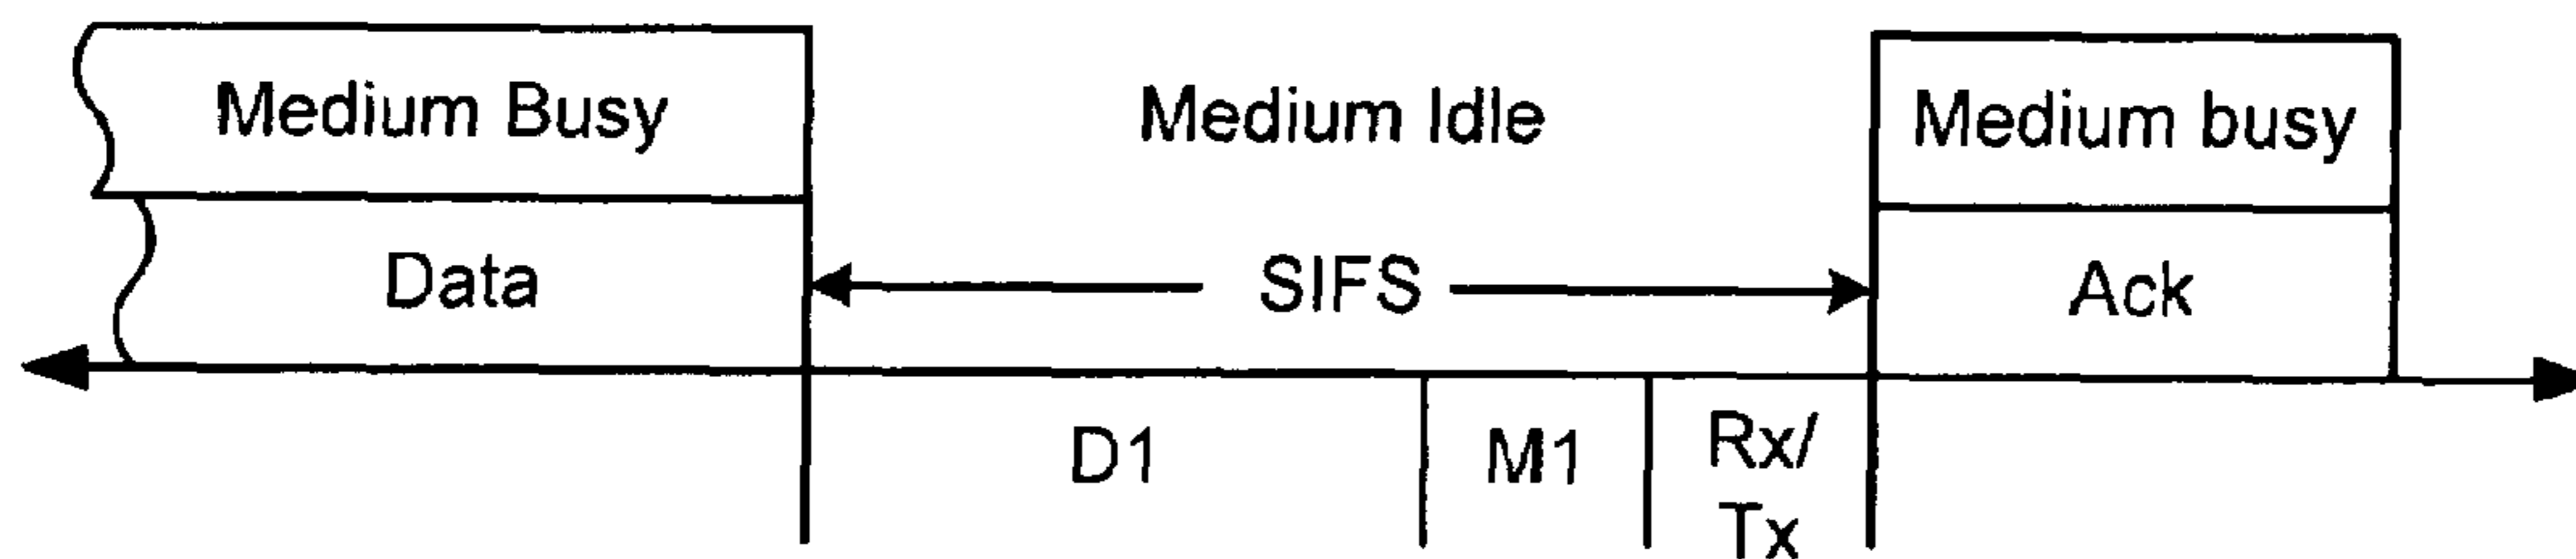 Medium Busy
Medium Idle
Medium busy
Data
SIFS
Ack
D1
M1
Rx/
Tx